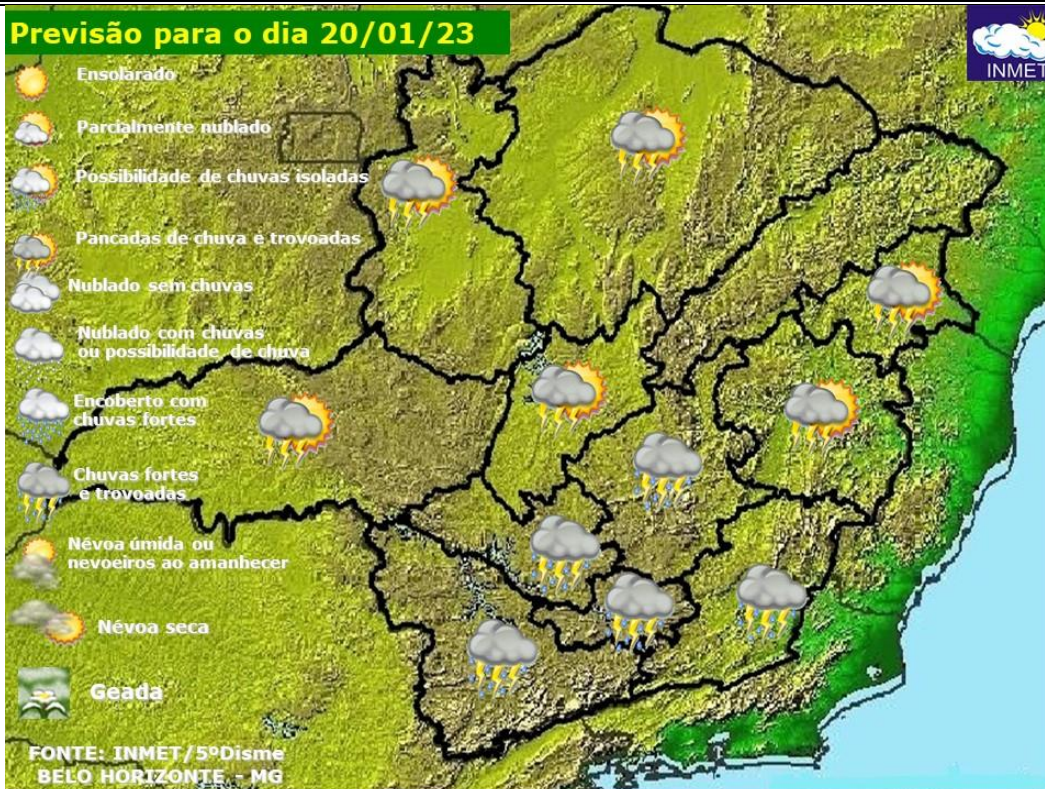 Previsão para o dia 20/01/23
INMET
Ensolarado
Parcialmente nublado
Possibilidade de chuvas isoladas
Pancadas de chuva e trovoadas
Nublado sem chuvas
Nublado com chuvas
ou possibilidade de chuva
Encoberto com
chuvas fortes
Chuvas fortes
e trovoadas
Névoa úmida ou
nevoeiros ao amanhecer
Névoa seca
Geada
FONTE: INMET/5ºDisme
BELO HORIZONTE - MG